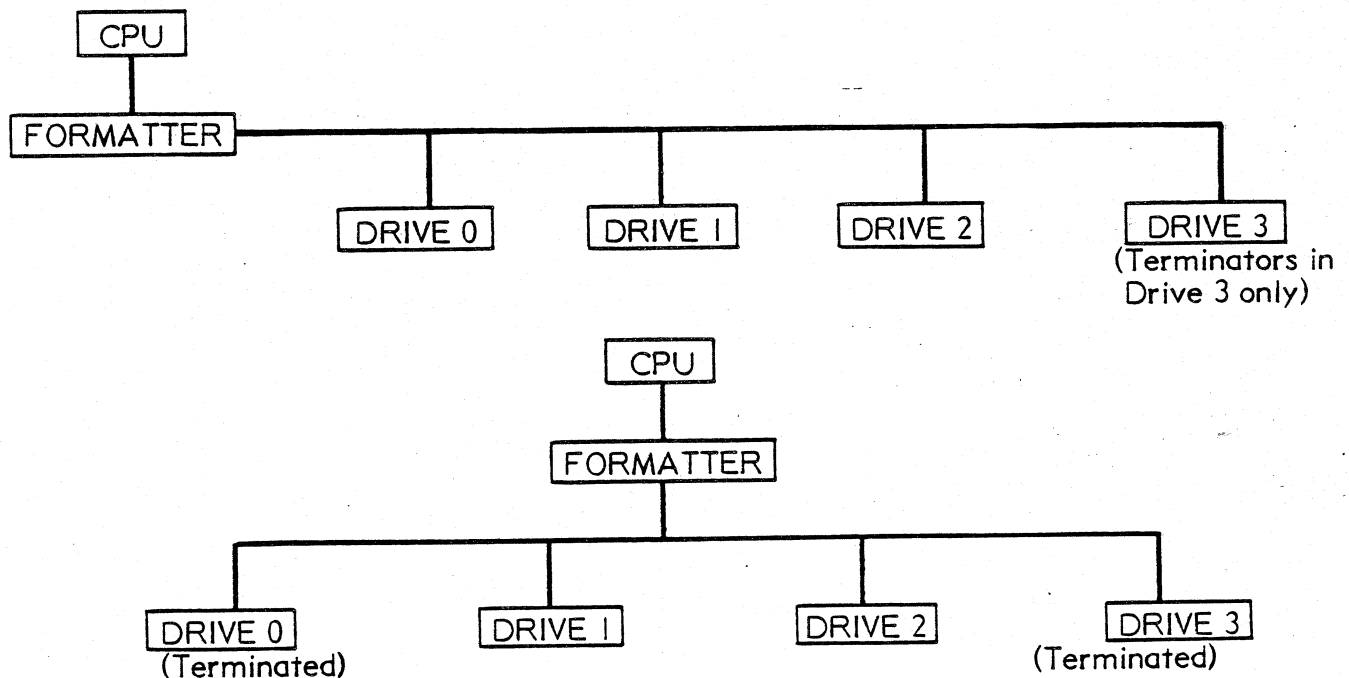 CPU
FORMATTER
DRIVE 0
DRIVE 1
DRIVE 2
DRIVE 3
(Terminators in
Drive 3 only)
CPU
FORMATTER
DRIVE 0
(Terminated)
DRIVE 1
DRIVE 2
DRIVE 3
(Terminated)